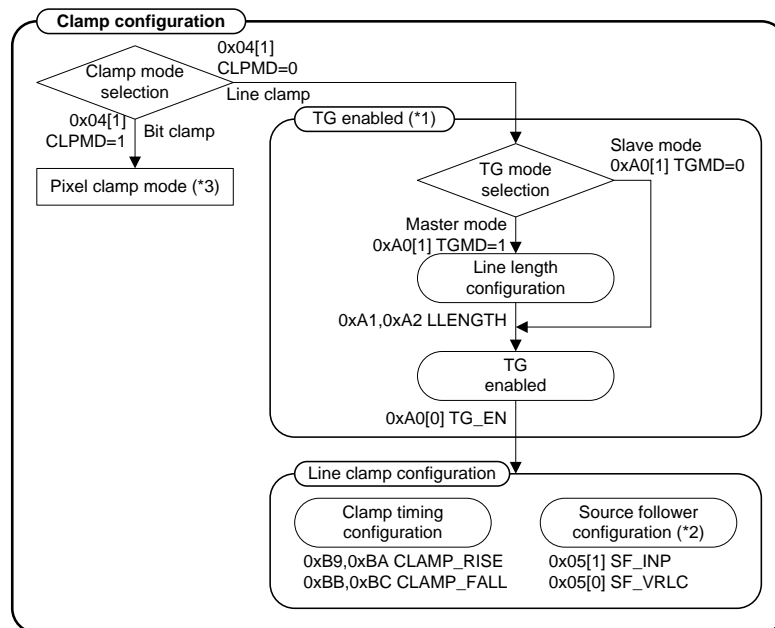 Clamp configuration
0x04[1]
CLPMD=0
Clamp mode
selection
Line clamp
0x04[1]
CLPMD=1
Bit clamp
Pixel clamp mode (*3)
TG enabled (*1)
Slave mode
0xA0[1] TGMD=0
TG mode
selection
Master mode
0xA0[1] TGMD=1
Line length
configuration
0xA1,0xA2 LLENGTH
TG
enabled
0xA0[0] TG_EN
Line clamp configuration
Clamp timing
configuration
0xB9,0xBA CLAMP_RISE
0xBB,0xBC CLAMP_FALL
Source follower
configuration (*2)
0x05[1] SF_INP
0x05[0] SF_VRLC